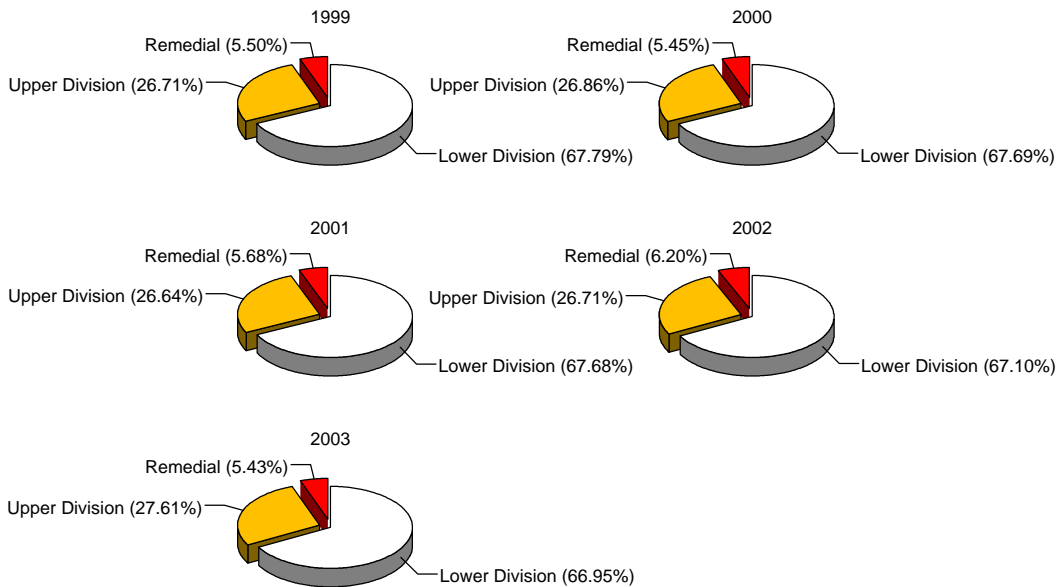 1999
Remedial (5.50%)
Upper Division (26.71%)
Lower Division (67.79%)
2000
Remedial (5.45%)
Upper Division (26.86%)
Lower Division (67.69%)
2001
Remedial (5.68%)
Upper Division (26.64%)
Lower Division (67.68%)
2002
Remedial (6.20%)
Upper Division (26.71%)
Lower Division (67.10%)
2003
Remedial (5.43%)
Upper Division (27.61%)
Lower Division (66.95%)